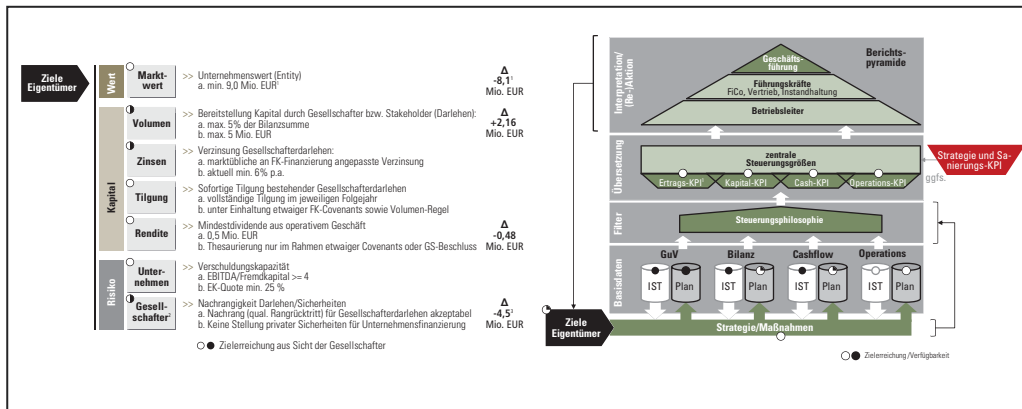 Ziele
Eigentümer
Wert
Markt-
wert
>> Unternehmenswert (Entity)
a. min. 9,0 Mio. EUR¹
Δ
-8,1¹
Mio. EUR
Kapital
Volumen
>> Bereitstellung Kapital durch Gesellschafter bzw. Stakeholder (Darlehen):
a. max. 5% der Bilanzsumme
b. max. 5 Mio. EUR
Δ
+2,16
Mio. EUR
Zinsen
>> Verzinsung Gesellschafterdarlehen:
a. marktübliche an FK-Finanzierung angepasste Verzinsung
b. aktuell min. 6% p.a.
Tilgung
>> Sofortige Tilgung bestehender Gesellschafterdarlehen
a. vollständige Tilgung im jeweiligen Folgejahr
b. unter Einhaltung etwaiger FK-Covenants sowie Volumen-Regel
Rendite
>> Mindestdividende aus operativem Geschäft
a. 0,5 Mio. EUR
b. Thesaurierung nur im Rahmen etwaiger Covenants oder GS-Beschluss
Δ
-0,48
Mio. EUR
Risiko
Unter-
nehmen
>> Verschuldungskapazität
a. EBITDA/Fremdkapital >= 4
b. EK-Quote min. 25 %
Gesell-
schafter²
>> Nachrangigkeit Darlehen/Sicherheiten
a. Nachrang (qual. Rangrücktritt) für Gesellschafterdarlehen akzeptabel
b. Keine Stellung privater Sicherheiten für Unternehmensfinanzierung
Δ
-4,5³
Mio. EUR
Zielerreichung aus Sicht der Gesellschafter
Interpretation/
(Re-)Aktion
Berichts-
pyramide
Geschäfts-
führung
Führungskräfte
FiCo, Vertrieb, Instandhaltung
Betriebsleiter
Übersetzung
zentrale
Steuerungsgrößen
Ertrags-KPI
Kapital-KPI
Cash-KPI
Operations-KPI
Strategie und Sa-
nierungs-KPI
ggfs.
Filter
Steuerungsphilosophie
Basisdaten
GuV
Bilanz
Cashflow
Operations
IST
Plan
IST
Plan
IST
Plan
IST
Plan
Ziele
Eigentümer
Strategie/Maßnahmen
Zielerreichung/Verfügbarkeit